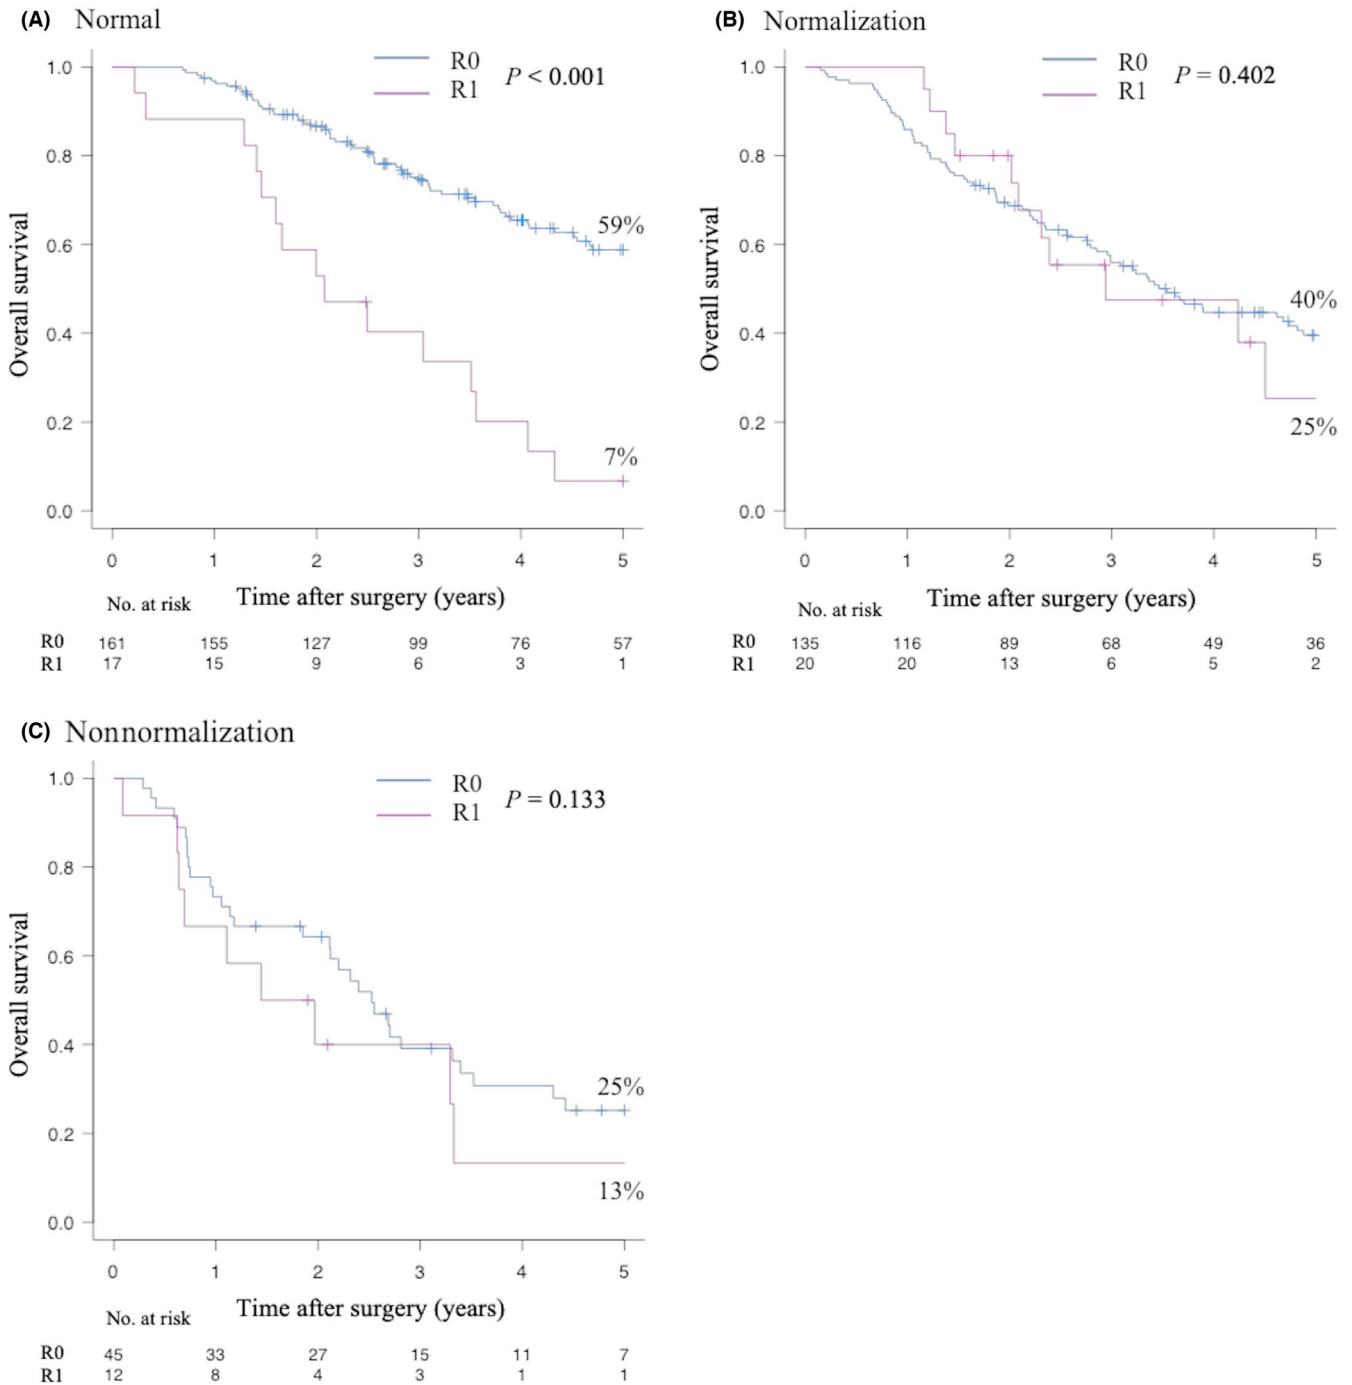 (A) Normal
R0
R1
P < 0.001
1.0
0.8
0.6
0.4
0.2
0.0
Overall survival
59%
7%
0 1 2 3 4 5
Time after surgery (years)
No. at risk
R0 161 155 127 99 76 57
R1 17 15 9 6 3 1
(B) Normalization
R0
R1
P = 0.402
1.0
0.8
0.6
0.4
0.2
0.0
Overall survival
40%
25%
0 1 2 3 4 5
Time after surgery (years)
No. at risk
R0 135 116 89 68 49 36
R1 20 20 13 6 5 2
(C) Nonnormalization
R0
R1
P = 0.133
1.0
0.8
0.6
0.4
0.2
0.0
Overall survival
25%
13%
0 1 2 3 4 5
Time after surgery (years)
No. at risk
R0 45 33 27 15 11 7
R1 12 8 4 3 1 1